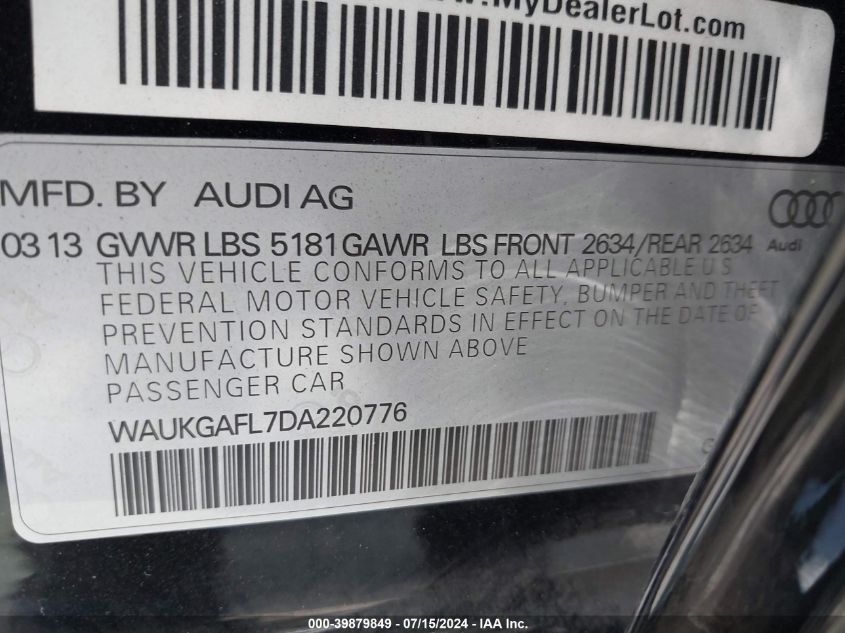 MyDealerLot.com
MFD. BY AUDI AG
03 13 GVWR LBS 5181 GAWR LBS FRONT 2634/REAR 2634
Audi
THIS VEHICLE CONFORMS TO ALL APPLICABLE U S
FEDERAL MOTOR VEHICLE SAFETY, BUMPER AND THEFT
PREVENTION STANDARDS IN EFFECT ON THE DATE OF
MANUFACTURE SHOWN ABOVE
PASSENGER CAR
WAUKGAFL7DA220776
000-39879849 - 07/15/2024 - IAA Inc.